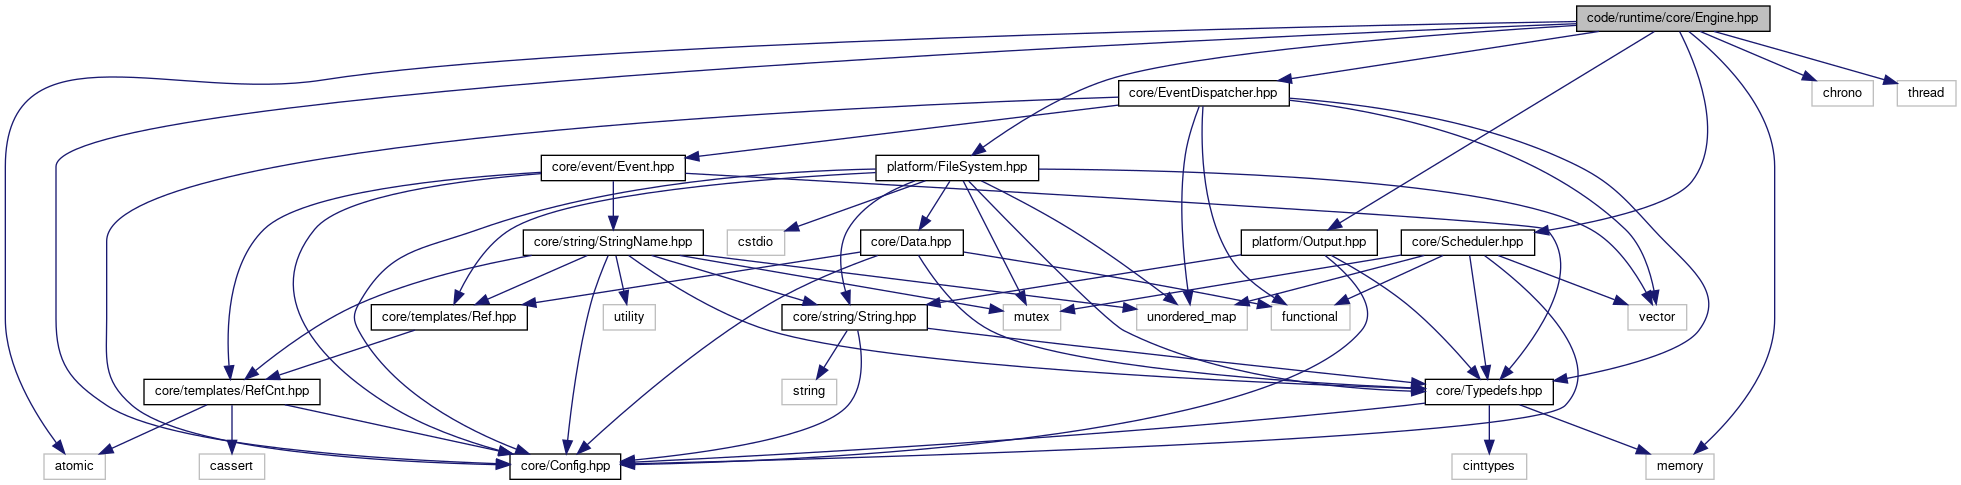 code/runtime/core/Engine.hpp
core/EventDispatcher.hpp
chrono
thread
core/event/Event.hpp
platform/FileSystem.hpp
core/string/StringName.hpp
cstdio
core/Data.hpp
platform/Output.hpp
core/Scheduler.hpp
core/templates/Ref.hpp
utility
core/string/String.hpp
mutex
unordered_map
functional
vector
core/templates/RefCnt.hpp
string
core/Typedefs.hpp
atomic
cassert
core/Config.hpp
cinttypes
memory